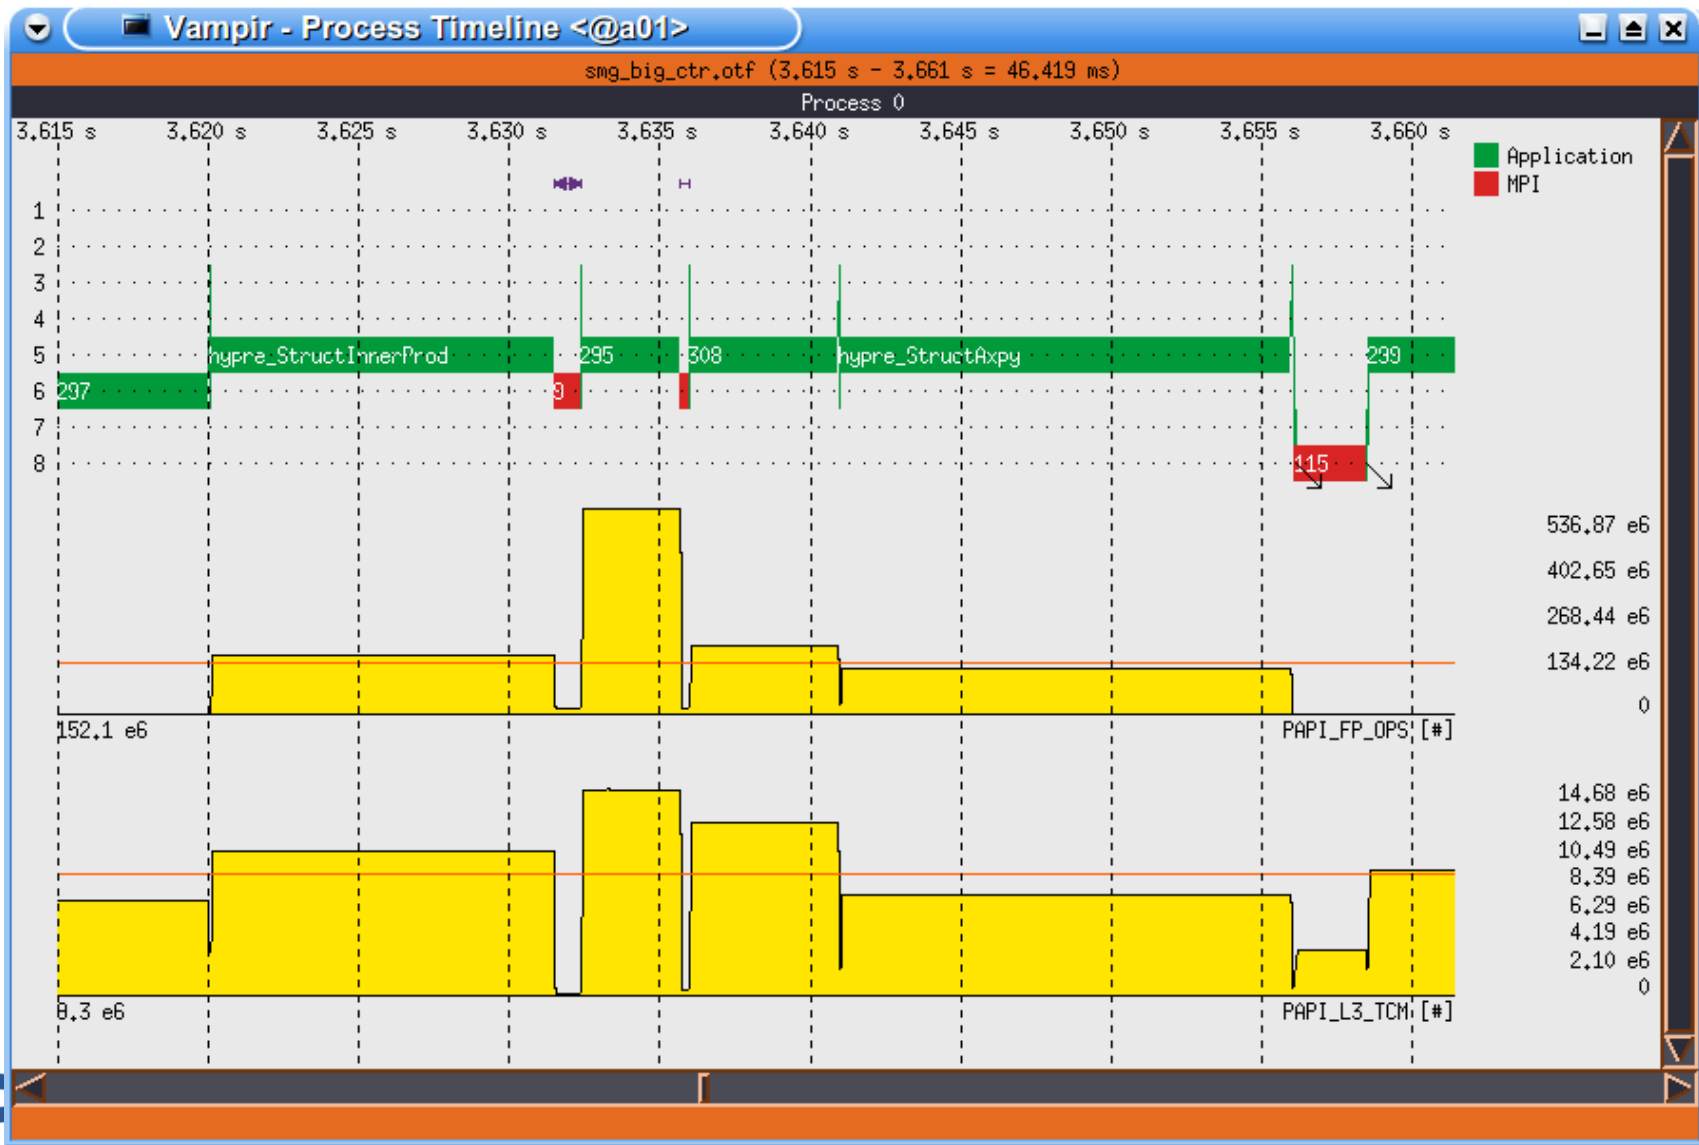 Vampir - Process Timeline <@a01>
smg_big_ctr.otf (3.615 s - 3.661 s = 46.419 ms)
Process 0
3.615 s 3.620 s 3.625 s 3.630 s 3.635 s 3.640 s 3.645 s 3.650 s 3.655 s 3.660 s
Application
MPI
1
2
3
4
5 hypre_StructInnerProd 295 308 hypre_StructAxpy 299
6 297 9
7
8 115
536.87 e6
402.65 e6
268.44 e6
134.22 e6
0
152.1 e6 PAPI_FP_OPS [#]
14.68 e6
12.58 e6
10.49 e6
8.39 e6
6.29 e6
4.19 e6
2.10 e6
0
8.3 e6 PAPI_L3_TCM [#]